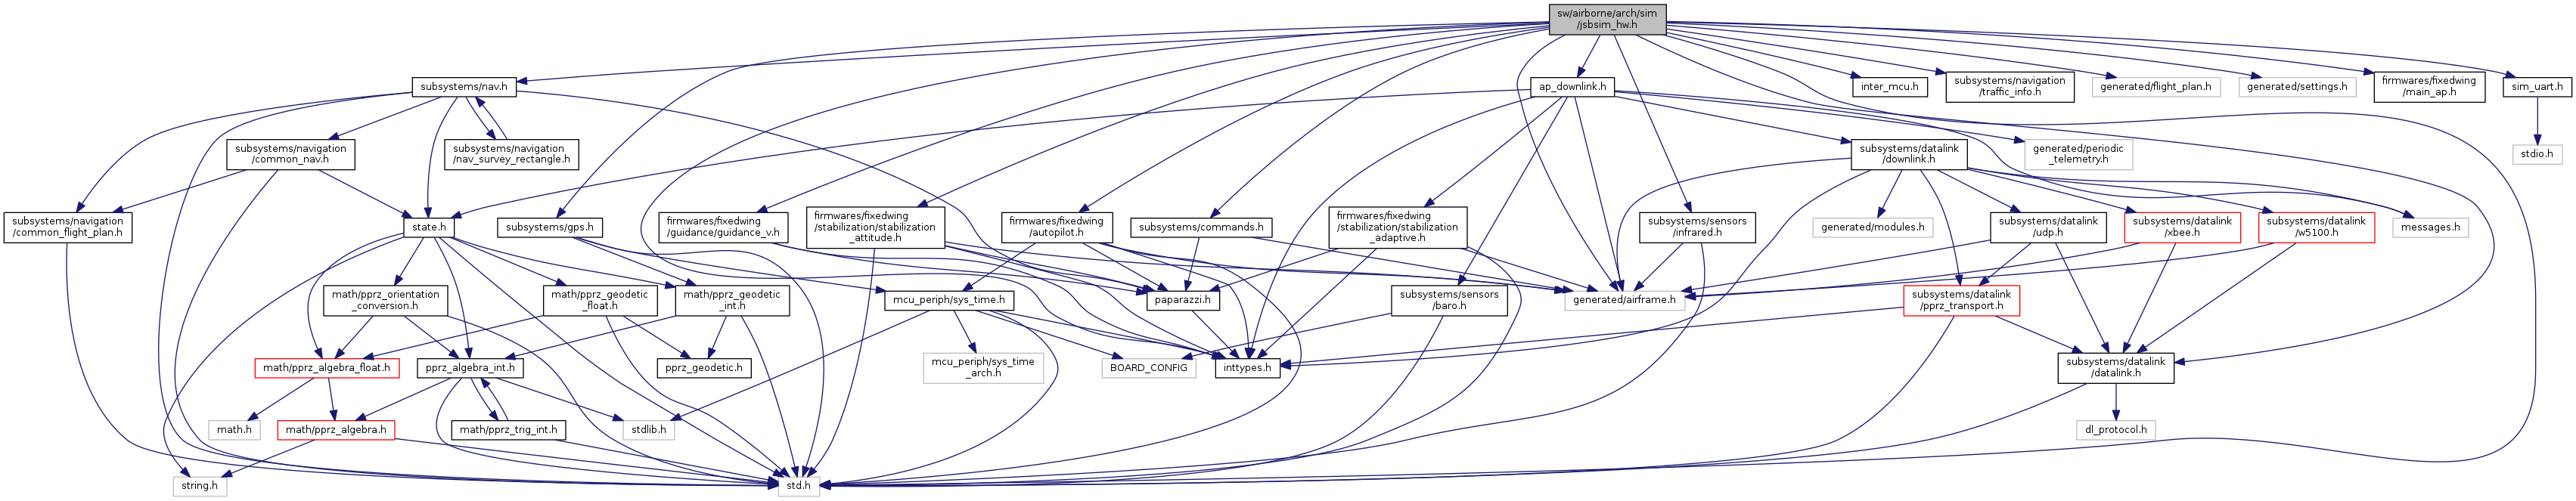 sw/airborne/arch/sim
/jsbsim_hw.h
subsystems/nav.h
ap_downlink.h
inter_mcu.h
subsystems/navigation
/traffic_info.h
generated/flight_plan.h
generated/settings.h
firmwares/fixedwing
/main_ap.h
sim_uart.h
subsystems/navigation
/common_nav.h
subsystems/navigation
/nav_survey_rectangle.h
subsystems/datalink
/downlink.h
generated/periodic
_telemetry.h
stdio.h
subsystems/navigation
/common_flight_plan.h
state.h
subsystems/gps.h
firmwares/fixedwing
/guidance/guidance_v.h
firmwares/fixedwing
/stabilization/stabilization
_attitude.h
firmwares/fixedwing
/autopilot.h
subsystems/commands.h
firmwares/fixedwing
/stabilization/stabilization
_adaptive.h
subsystems/sensors
/infrared.h
generated/modules.h
subsystems/datalink
/udp.h
subsystems/datalink
/xbee.h
subsystems/datalink
/w5100.h
messages.h
math/pprz_orientation
_conversion.h
math/pprz_geodetic
_float.h
math/pprz_geodetic
_int.h
mcu_periph/sys_time.h
paparazzi.h
subsystems/sensors
/baro.h
generated/airframe.h
subsystems/datalink
/pprz_transport.h
math/pprz_algebra_float.h
pprz_algebra_int.h
pprz_geodetic.h
mcu_periph/sys_time
_arch.h
BOARD_CONFIG
inttypes.h
subsystems/datalink
/datalink.h
math.h
math/pprz_algebra.h
math/pprz_trig_int.h
stdlib.h
dl_protocol.h
string.h
std.h